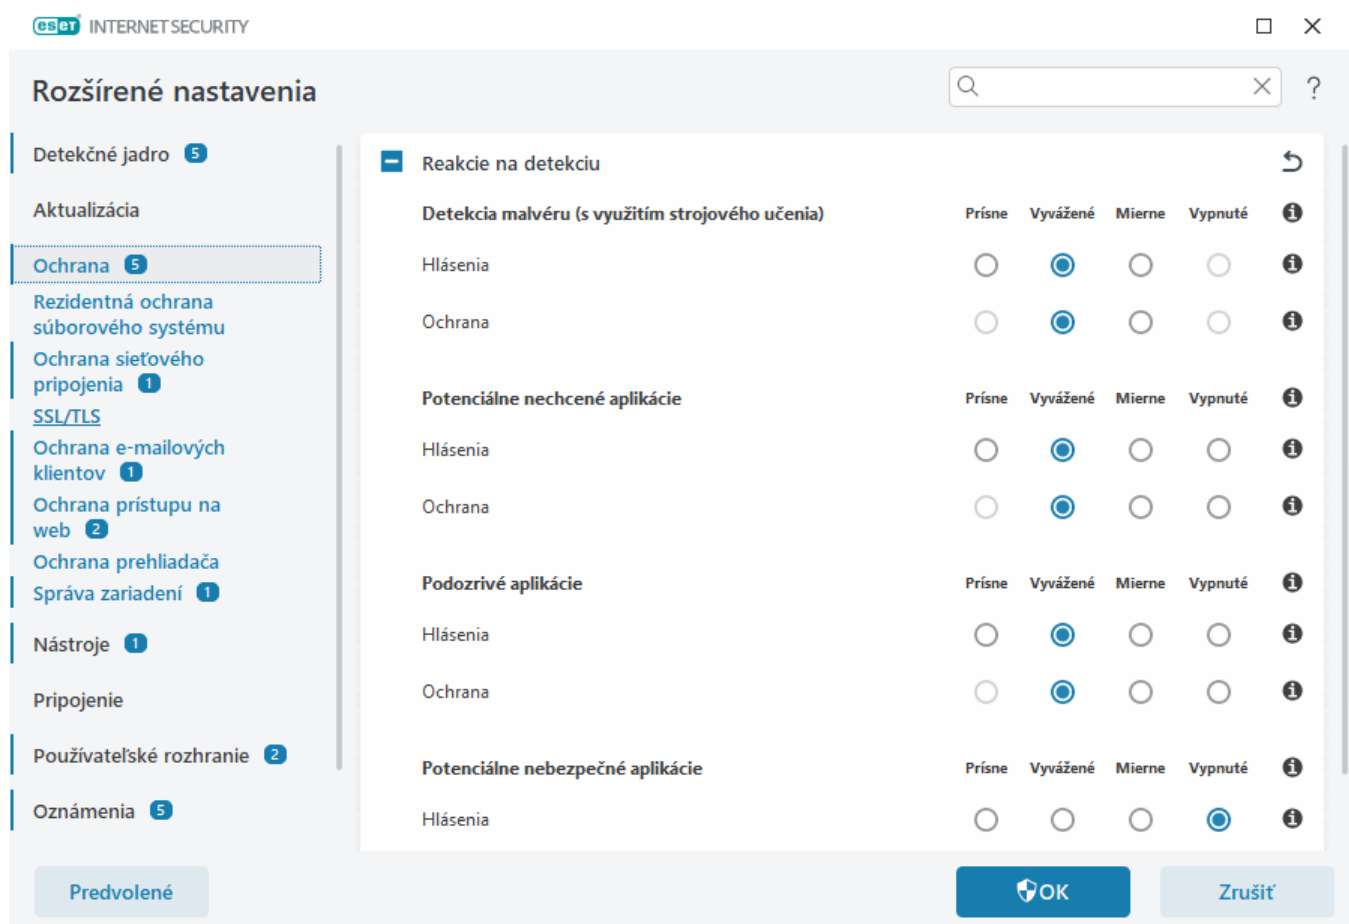 eset INTERNET SECURITY
Rozšírené nastavenia
?
Detekčné jadro 5
Aktualizácia
Ochrana 5
Rezidentná ochrana
súborového systému
Ochrana sieťového
pripojenia 1
SSL/TLS
Ochrana e-mailových
klientov 1
Ochrana prístupu na
web 2
Ochrana prehliadača
Správa zariadení 1
Nástroje 1
Pripojenie
Používateľské rozhranie 2
Oznámenia 5
Reakcie na detekciu
Detekcia malvéru (s využitím strojového učenia) Prísne Vyvážené Mierne Vypnuté
Hlásenia
Ochrana
Potenciálne nechcené aplikácie Prísne Vyvážené Mierne Vypnuté
Hlásenia
Ochrana
Podozrivé aplikácie Prísne Vyvážené Mierne Vypnuté
Hlásenia
Ochrana
Potenciálne nebezpečné aplikácie Prísne Vyvážené Mierne Vypnuté
Hlásenia
Predvolené
OK
Zrušiť